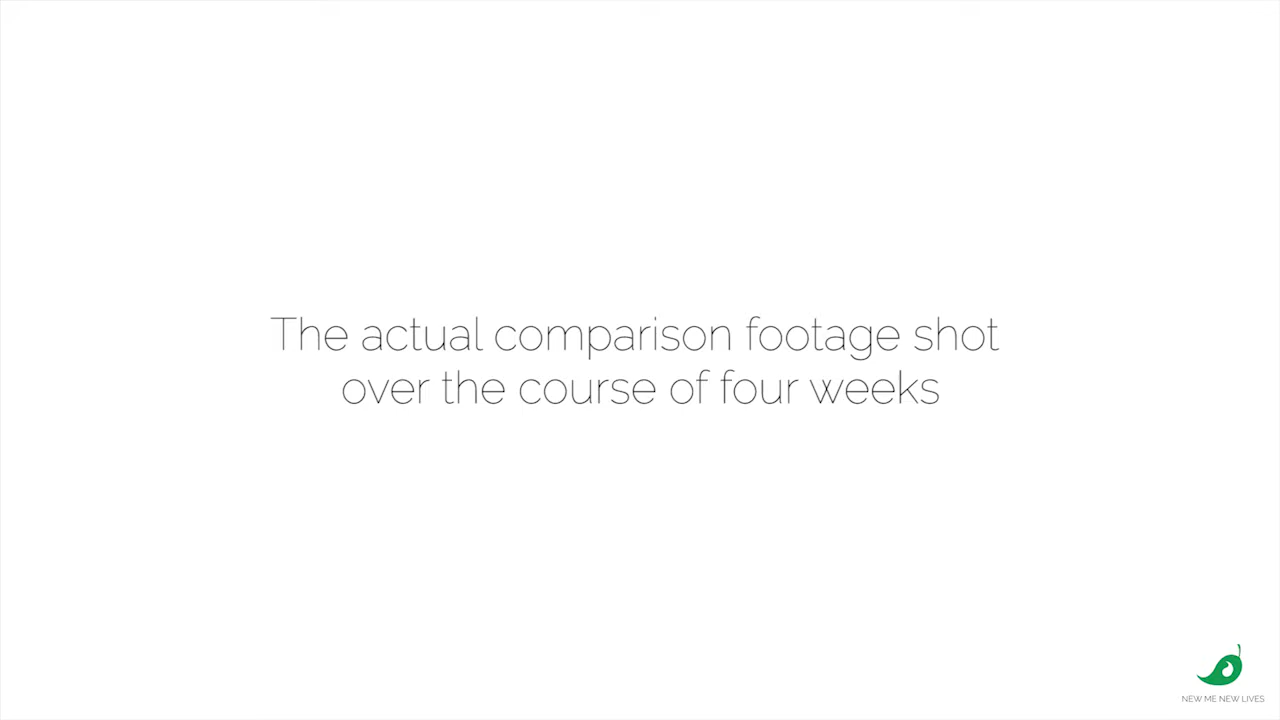 The actual comparison footage shot
over the course of four weeks
NEW ME NEW LIVES